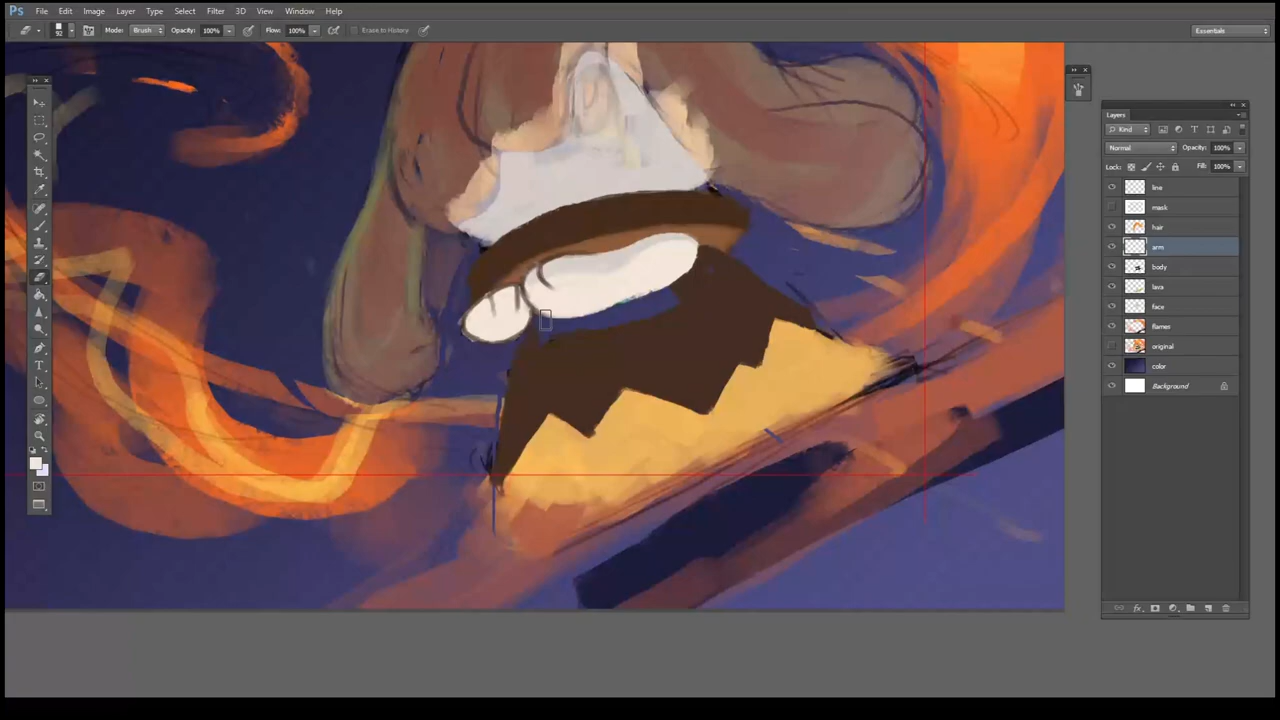 Ps File Edit Image Layer Type Select Filter 3D View Window Help
92 Mode: Brush Opacity: 100% Flow: 100% Erase to History Essentials
Layers
Kind
Normal Opacity: 100%
Lock: Fill: 100%
line
mask
hair
arm
body
lava
face
flames
original
color
Background
fx